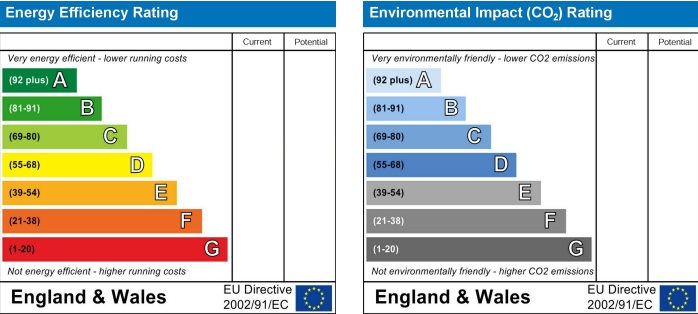 Energy Efficiency Rating
Current Potential
Very energy efficient - lower running costs
(92 plus) A
(81-91) B
(69-80) C
(55-68) D
(39-54) E
(21-38) F
(1-20) G
Not energy efficient - higher running costs
England & Wales
EU Directive
2002/91/EC
Environmental Impact (CO₂) Rating
Current Potential
Very environmentally friendly - lower CO2 emissions
(92 plus) A
(81-91) B
(69-80) C
(55-68) D
(39-54) E
(21-38) F
(1-20) G
Not environmentally friendly - higher CO2 emissions
England & Wales
EU Directive
2002/91/EC